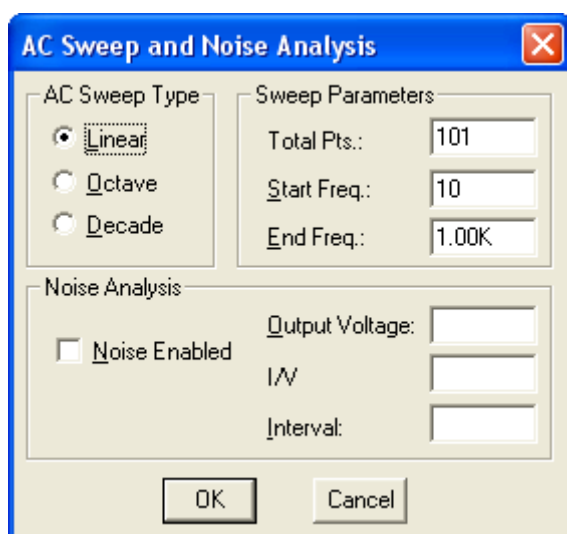 AC Sweep and Noise Analysis
AC Sweep Type
Linear
Octave
Decade
Sweep Parameters
Total Pts.: 101
Start Freq.: 10
End Freq.: 1.00K
Noise Analysis
Noise Enabled
Output Voltage:
I/V
Interval:
OK Cancel